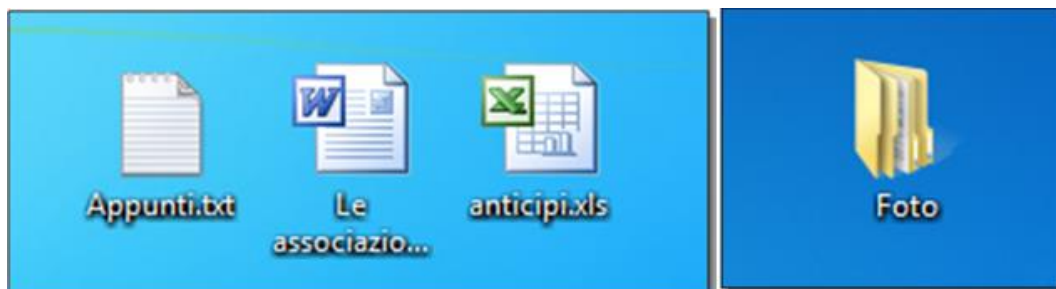 Appunti.txt
Le
associazio...
anticipi.xls
Foto